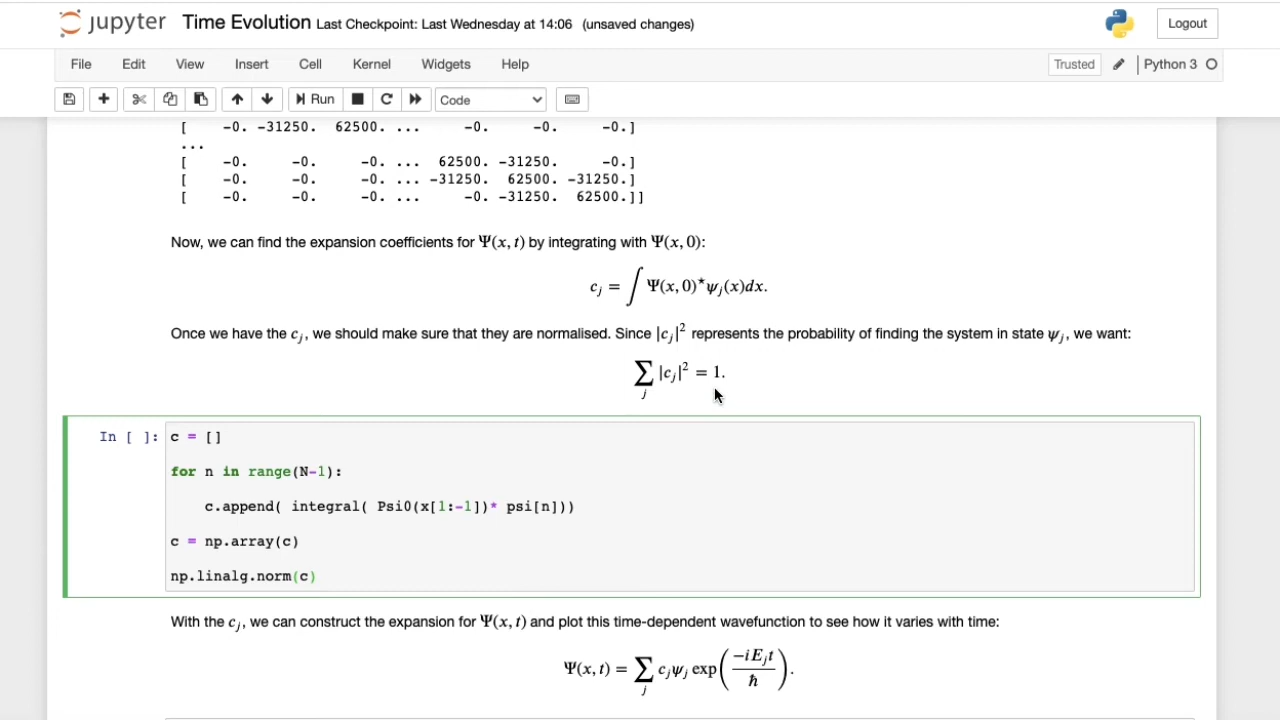 jupyter Time Evolution Last Checkpoint: Last Wednesday at 14:06 (unsaved changes) Logout
File Edit View Insert Cell Kernel Widgets Help Trusted Python 3
Run Code
[ -0. -31250. 62500. ... -0. -0. -0.]
...
[ -0. -0. -0. ... 62500. -31250. -0.]
[ -0. -0. -0. ... -31250. 62500. -31250.]
[ -0. -0. -0. ... -0. -31250. 62500.]]
Now, we can find the expansion coefficients for Ψ(x, t) by integrating with Ψ(x, 0):
c_j = ∫ Ψ(x, 0)*ψ_j(x)dx.
Once we have the c_j, we should make sure that they are normalised. Since |c_j|² represents the probability of finding the system in state ψ_j, we want:
∑_j |c_j|² = 1.
In [ ]: c = []
for n in range(N-1):
c.append( integral( Psi0(x[1:-1])* psi[n]))
c = np.array(c)
np.linalg.norm(c)
With the c_j, we can construct the expansion for Ψ(x, t) and plot this time-dependent wavefunction to see how it varies with time:
Ψ(x, t) = ∑_j c_jψ_j exp(−iE_jt/ℏ).